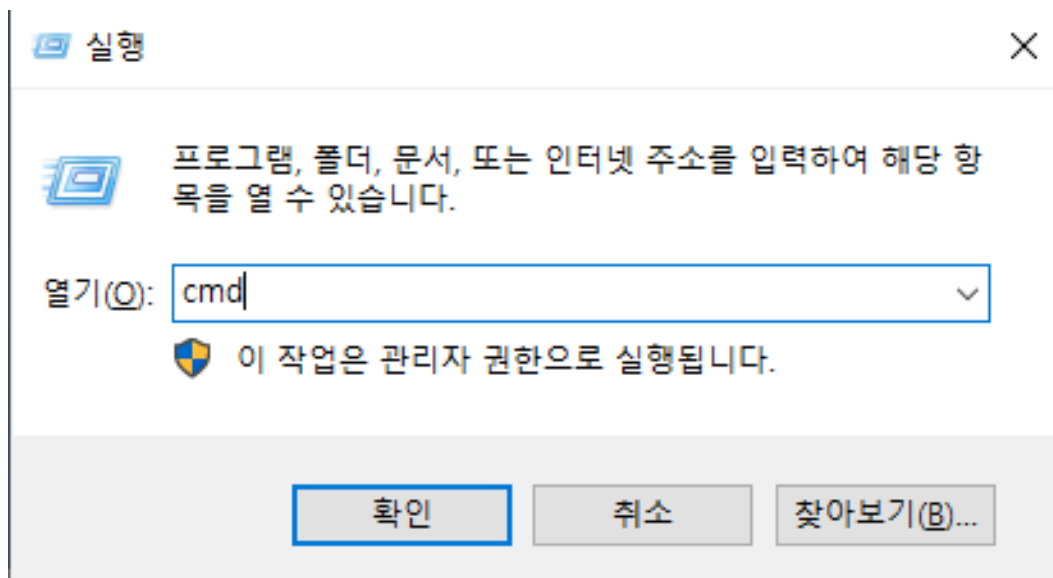 실행
프로그램, 폴더, 문서, 또는 인터넷 주소를 입력하여 해당 항
목을 열 수 있습니다.
열기(O): cmd
이 작업은 관리자 권한으로 실행됩니다.
확인 취소 찾아보기(B)...